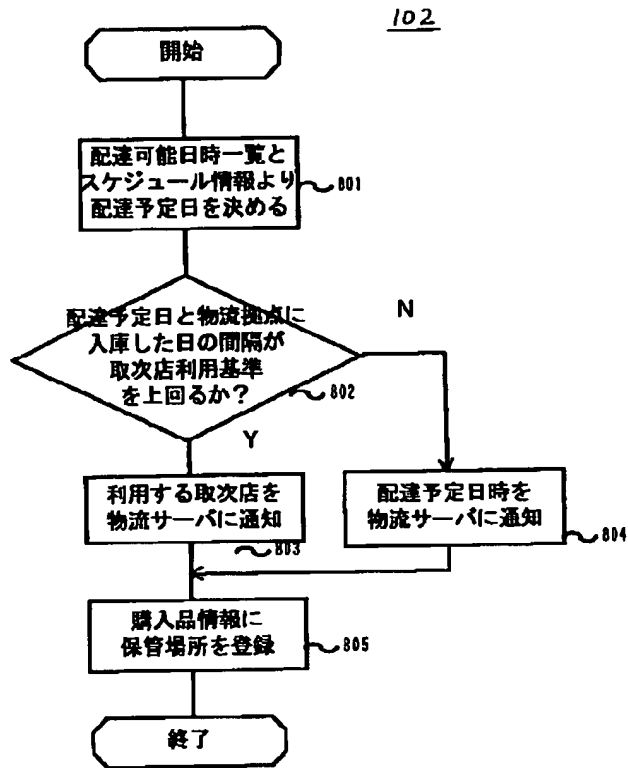 102
開始
配達可能日時一覧と
スケジュール情報より
配達予定日を決める
801
配達予定日と物流拠点に
入庫した日の間隔が
取次店利用基準
を上回るか？
802
N
Y
利用する取次店を
物流サーバに通知
803
配達予定日時を
物流サーバに通知
804
購入品情報に
保管場所を登録
805
終了